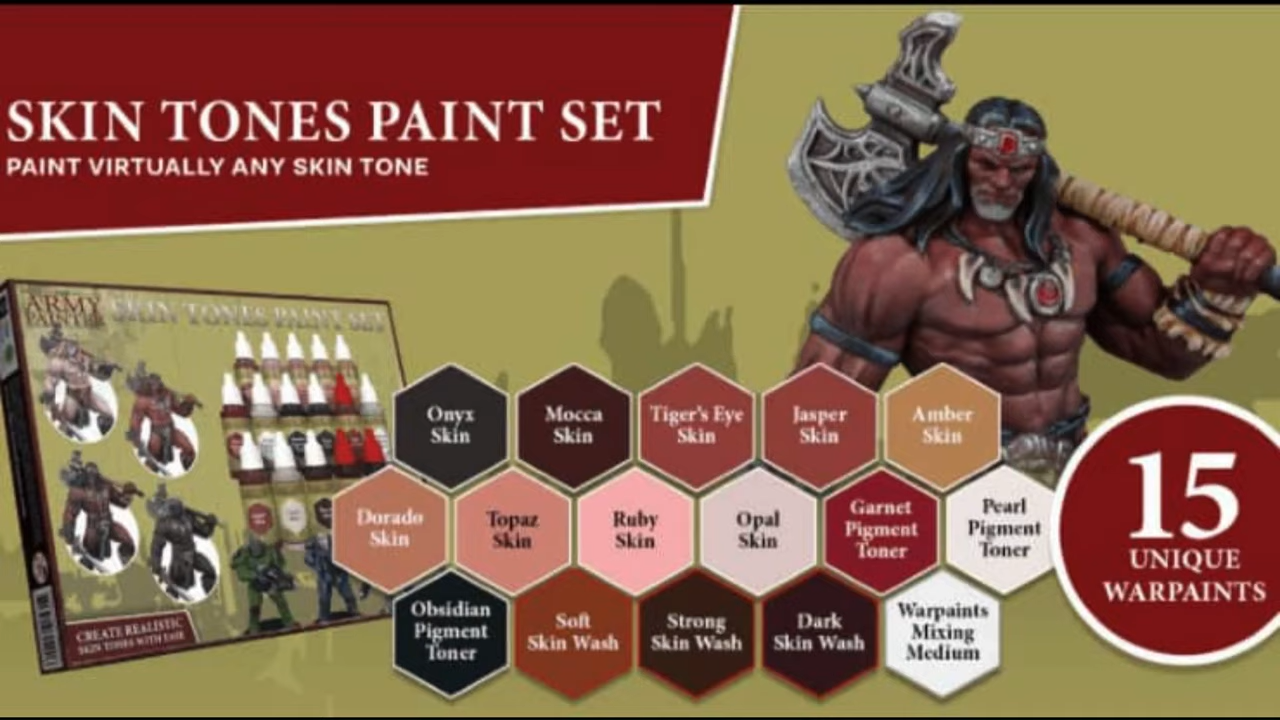 SKIN TONES PAINT SET
PAINT VIRTUALLY ANY SKIN TONE
ARMY
PAINTER
SKIN TONES PAINT SET
Onyx
Skin
Mocca
Skin
Tiger's Eye
Skin
Jasper
Skin
Amber
Skin
Dorado
Skin
Topaz
Skin
Ruby
Skin
Opal
Skin
Garnet
Pigment
Toner
Pearl
Pigment
Toner
Obsidian
Pigment
Toner
Soft
Skin Wash
Strong
Skin Wash
Dark
Skin Wash
Warpaints
Mixing
Medium
15
UNIQUE
WARPAINTS
CREATE REALISTIC
SKIN TONES WITH EASE